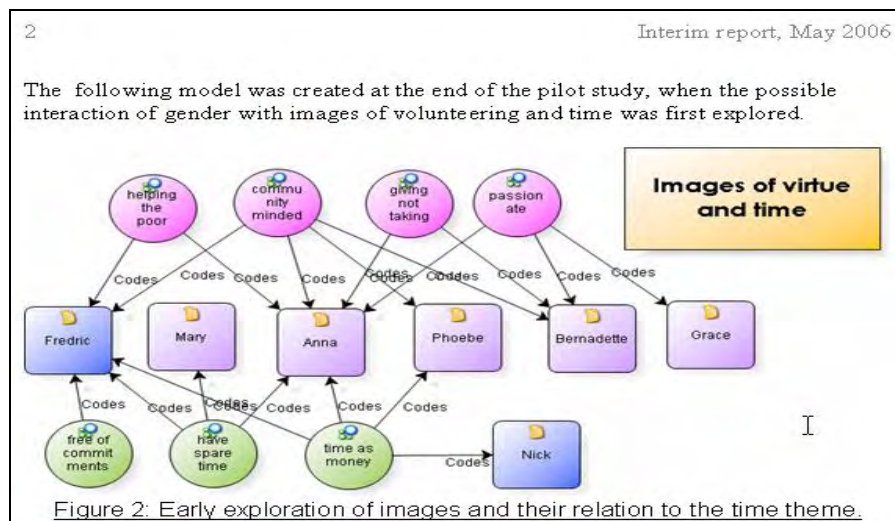 2 Interim report, May 2006
The following model was created at the end of the pilot study, when the possible
interaction of gender with images of volunteering and time was first explored.
Images of virtue
and time
helping
the
poor
commu
nity
minded
giving
not
taking
passion
ate
Codes Codes Codes Codes Codes Codes Codes Codes
Fredric
Mary
Anna
Phoebe
Bernadette
Grace
Codes Codes Codes Codes Codes Codes Codes
free of
commit
ments
have
spare
time
time as
money
Codes
Nick
Figure 2: Early exploration of images and their relation to the time theme.